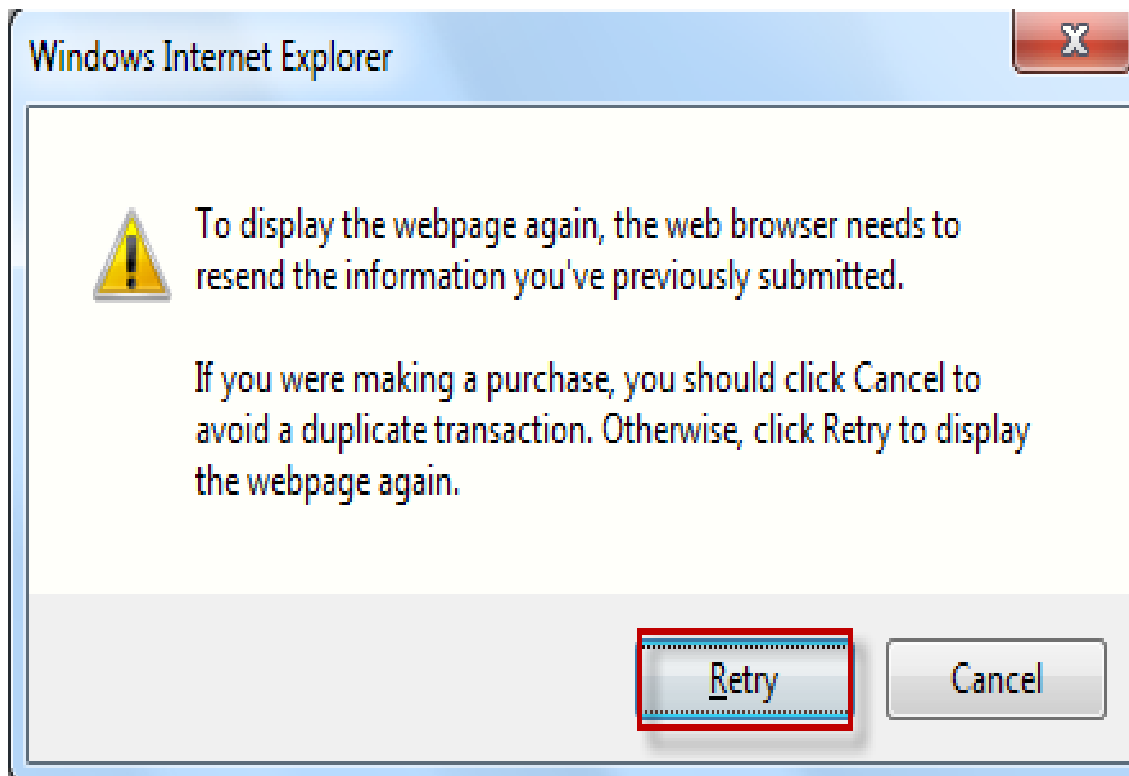 Windows Internet Explorer
X
To display the webpage again, the web browser needs to
resend the information you've previously submitted.
If you were making a purchase, you should click Cancel to
avoid a duplicate transaction. Otherwise, click Retry to display
the webpage again.
Retry
Cancel